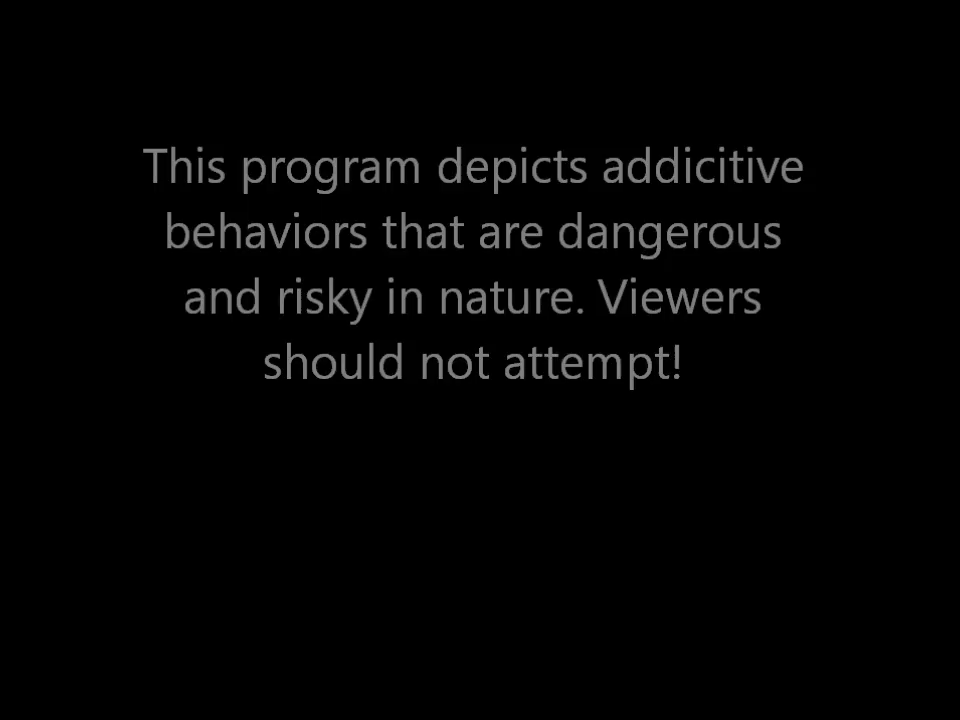 This program depicts addicitive
behaviors that are dangerous
and risky in nature. Viewers
should not attempt!